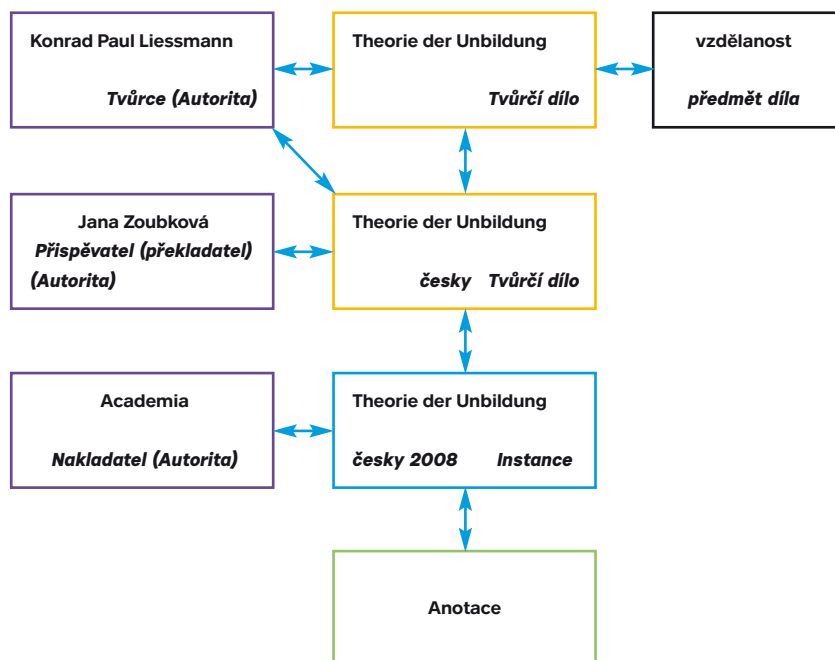 Konrad Paul Liessmann
Tvůrce (Autorita)
Theorie der Unbildung
Tvůrčí dílo
vzdělanost
předmět díla
Jana Zoubková
Přispěvatel (překladatel)
(Autorita)
Theorie der Unbildung
česky Tvůrčí dílo
Academia
Nakladatel (Autorita)
Theorie der Unbildung
česky 2008 Instance
Anotace